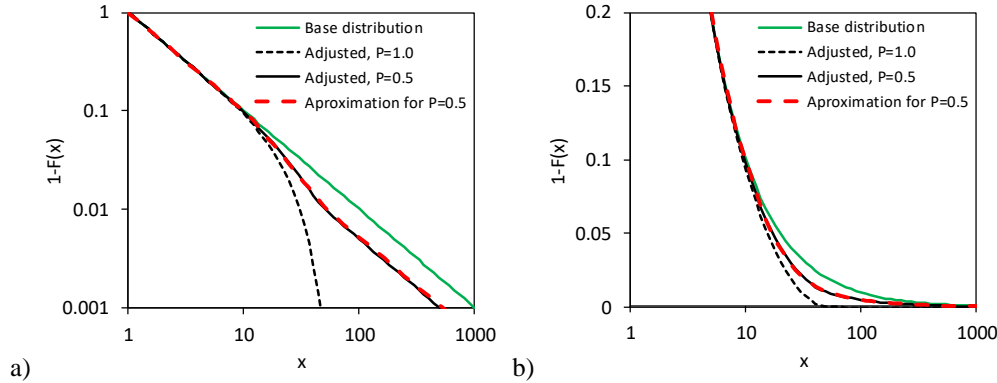 1
0.1
0.01
0.001
1-F(x)
1
10
100
1000
x
Base distribution
Adjusted, P=1.0
Adjusted, P=0.5
Aproximation for P=0.5
a)
0.2
0.15
0.1
0.05
0
1-F(x)
1
10
100
1000
x
Base distribution
Adjusted, P=1.0
Adjusted, P=0.5
Aproximation for P=0.5
b)